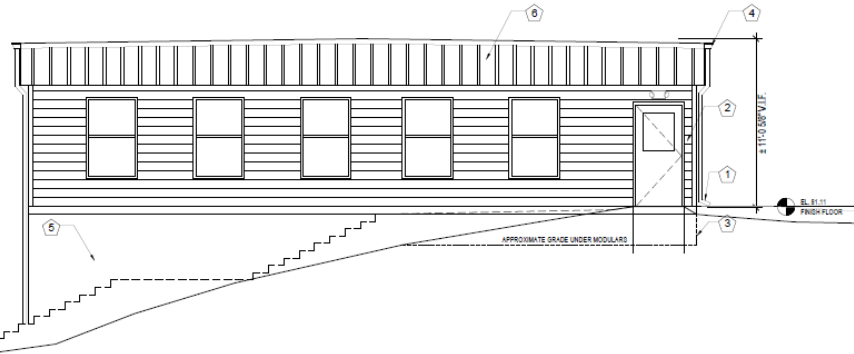 6
4
± 11'-0 5/8" V.I.F.
2
1
EL. 81.11
FINISH FLOOR
5
3
APPROXIMATE GRADE UNDER MODULARS